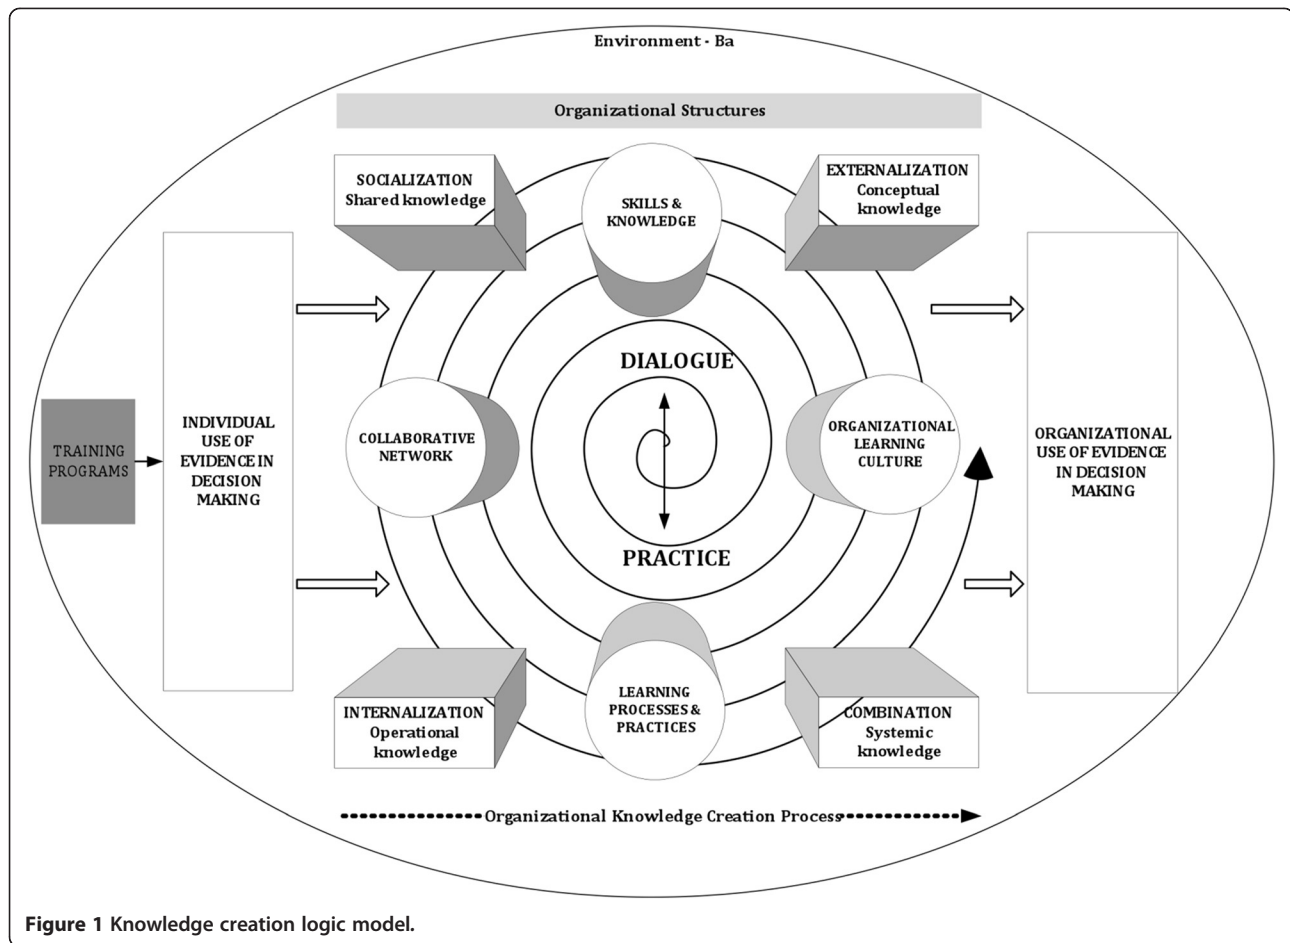 Environment - Ba
Organizational Structures
SOCIALIZATION
Shared knowledge
SKILLS &
KNOWLEDGE
EXTERNALIZATION
Conceptual
knowledge
TRAINING
PROGRAMS
INDIVIDUAL
USE OF
EVIDENCE IN
DECISION
MAKING
COLLABORATIVE
NETWORK
DIALOGUE
PRACTICE
ORGANIZATIONAL
LEARNING
CULTURE
ORGANIZATIONAL
USE OF EVIDENCE
IN DECISION
MAKING
INTERNALIZATION
Operational
knowledge
LEARNING
PROCESSES &
PRACTICES
COMBINATION
Systemic
knowledge
Organizational Knowledge Creation Process
Figure 1 Knowledge creation logic model.